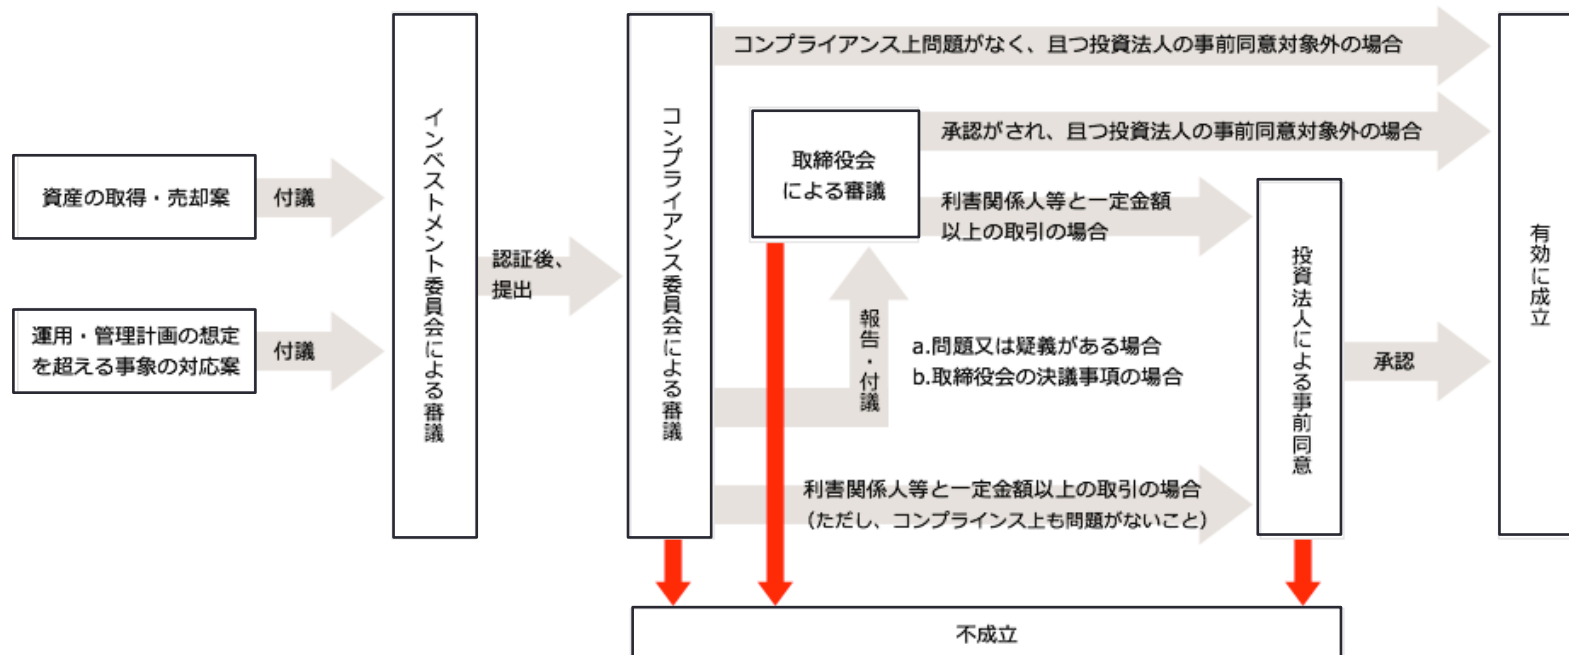 資産の取得・売却案
付議
運用・管理計画の想定
を超える事象の対応案
付議
インベストメント委員会による審議
認証後、
提出
コンプライアンス委員会による審議
コンプライアンス上問題がなく、且つ投資法人の事前同意対象外の場合
取締役会
による審議
承認がされ、且つ投資法人の事前同意対象外の場合
利害関係人等と一定金額
以上の取引の場合
報告・付議
a.問題又は疑義がある場合
b.取締役会の決議事項の場合
利害関係人等と一定金額以上の取引の場合
（ただし、コンプラインス上も問題がないこと）
投資法人による事前同意
承認
有効に成立
不成立